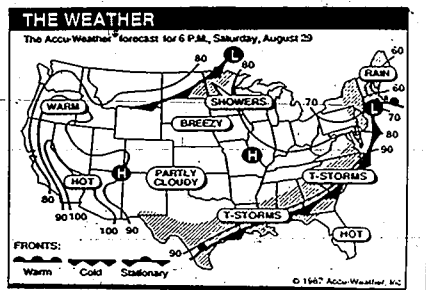 THE WEATHER
The Accu-Weather® forecast for 6 P.M., Saturday, August 29
80
L
80
60
RAIN
60
WARM
SHOWERS
70
L
70
BREEZY
80
90
H
H
HOT
PARTLY
CLOUDY
T-STORMS
80
90
100
100
90
T-STORMS
HOT
90
FRONTS:
Warm Cold Stationary
© 1987 Accu-Weather, Inc.